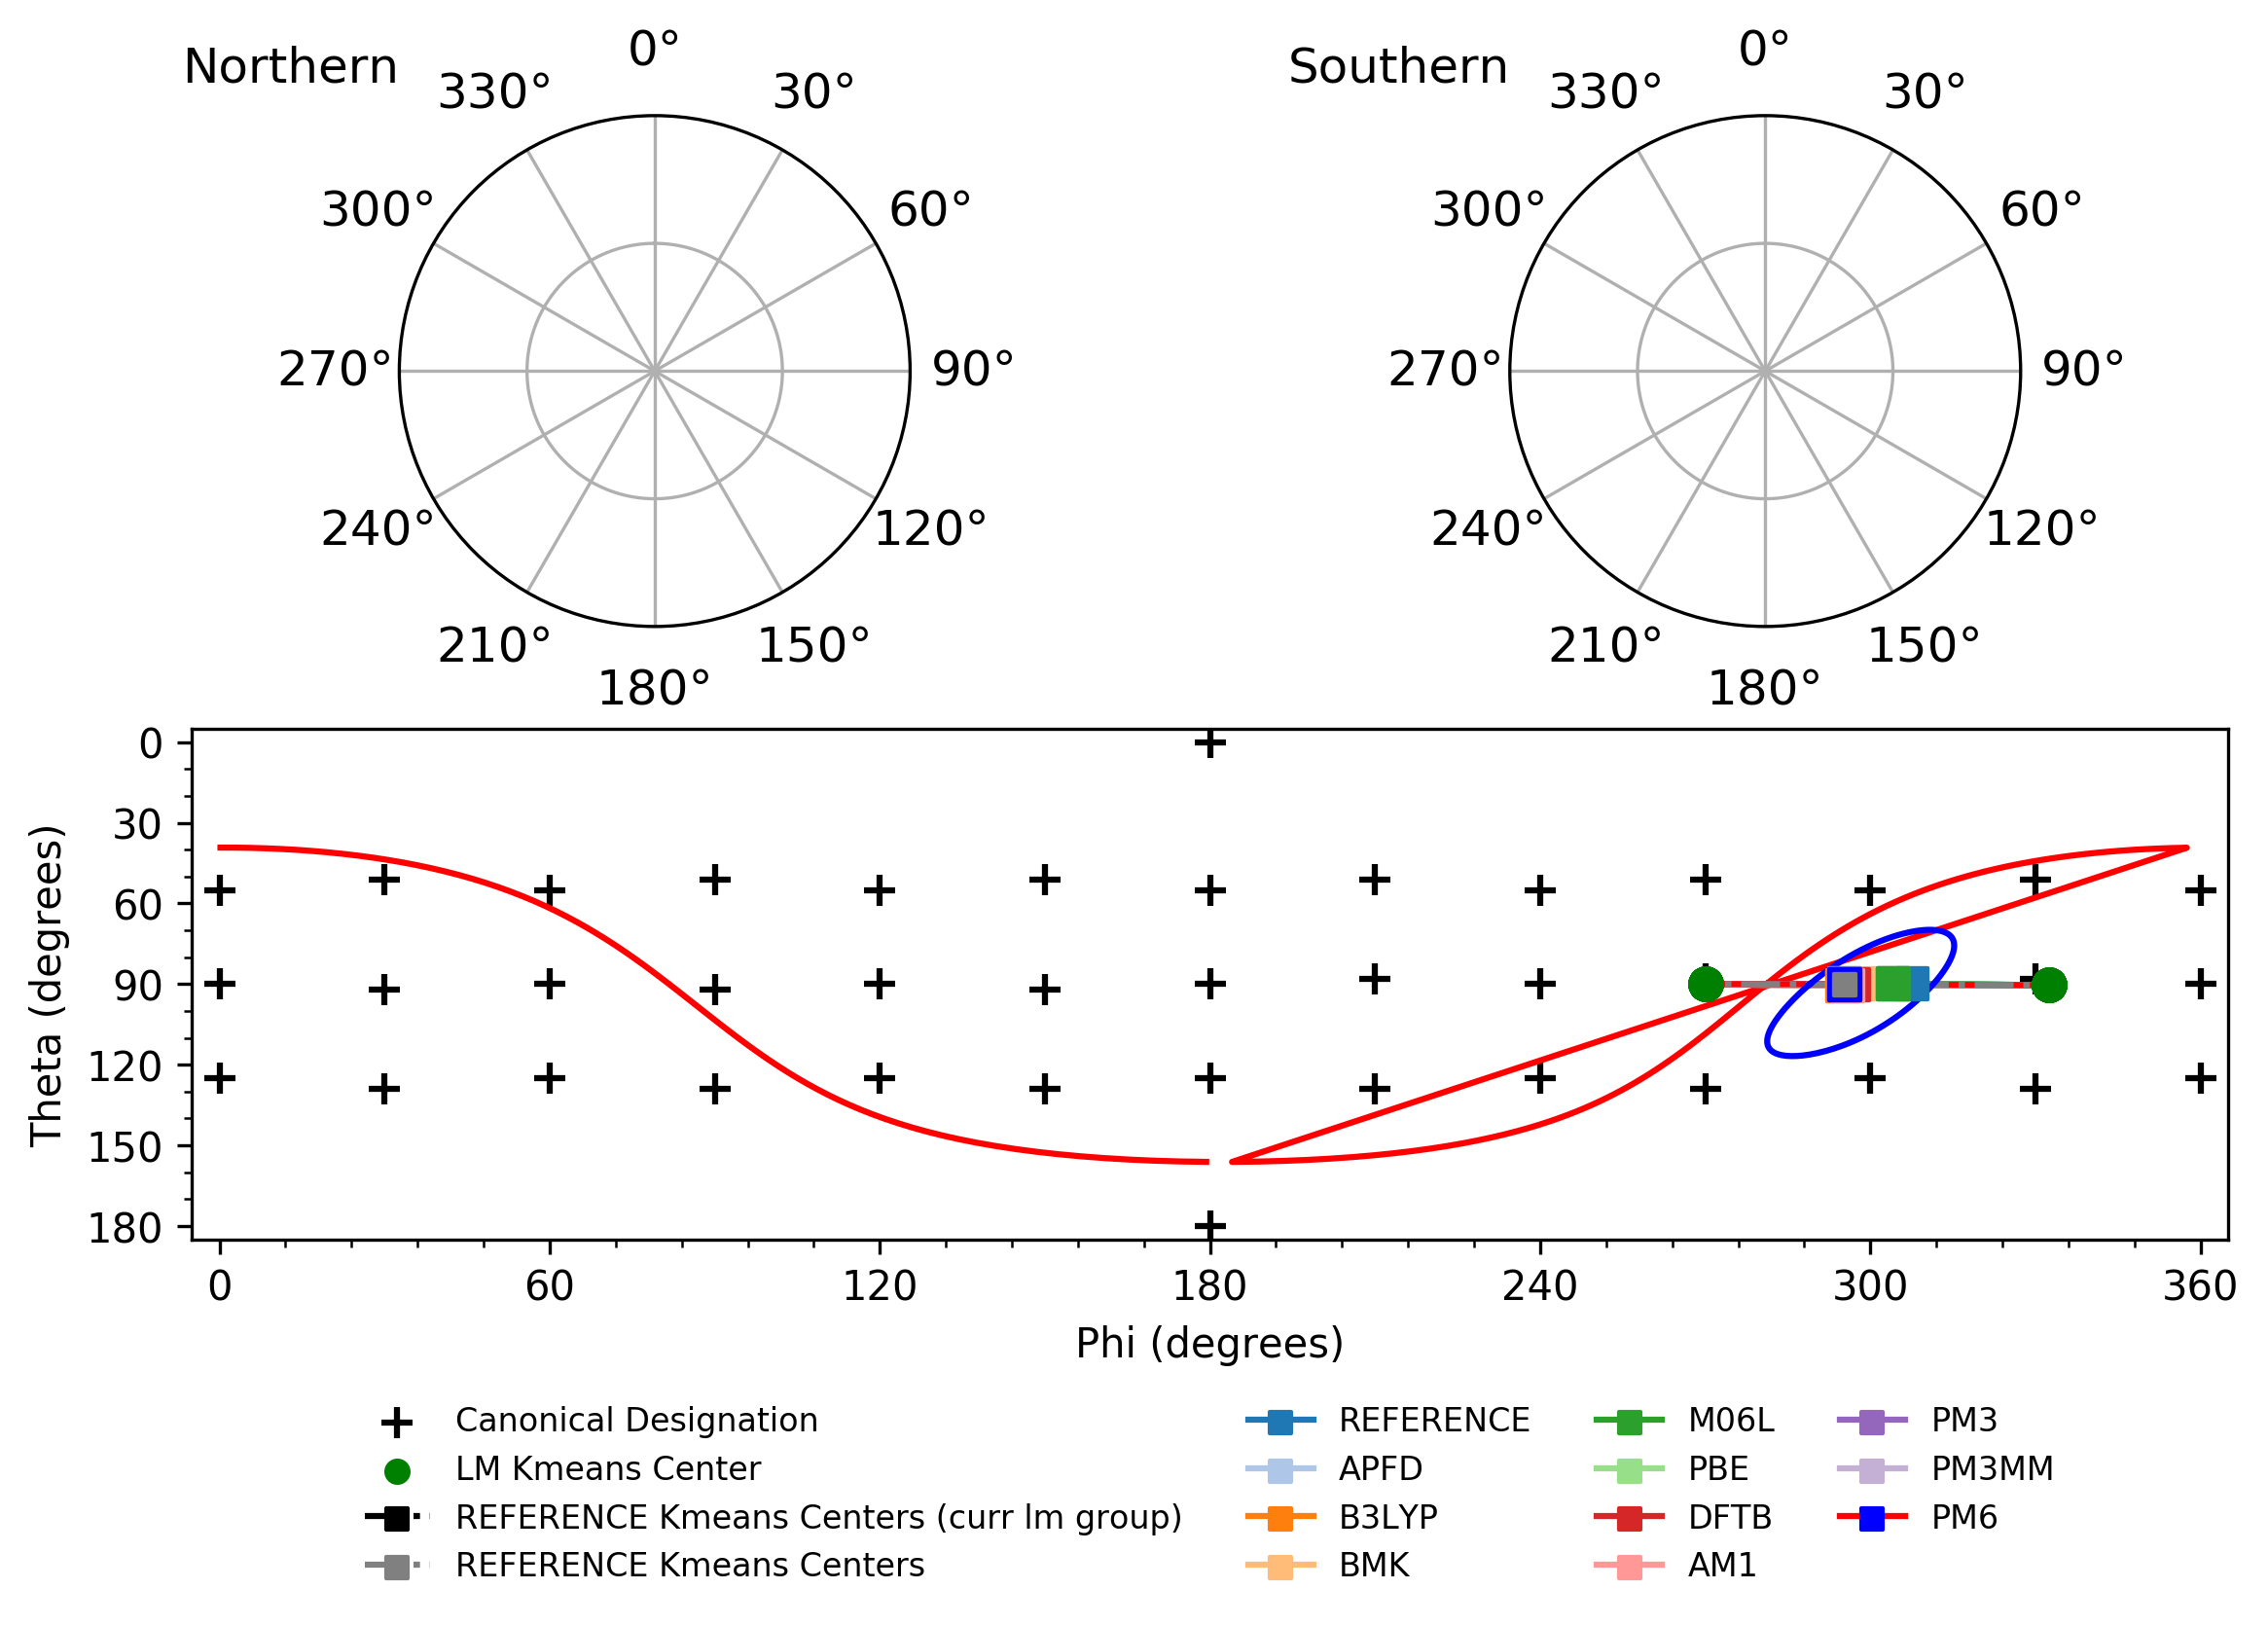 Northern
0°
330°
30°
300°
60°
270°
90°
240°
120°
210°
150°
180°
Southern
0°
330°
30°
300°
60°
270°
90°
240°
120°
210°
150°
180°
Theta (degrees)
0
30
60
90
120
150
180
0
60
120
180
240
300
360
Phi (degrees)
Canonical Designation
LM Kmeans Center
REFERENCE Kmeans Centers (curr lm group)
REFERENCE Kmeans Centers
REFERENCE
APFD
B3LYP
BMK
M06L
PBE
DFTB
AM1
PM3
PM3MM
PM6